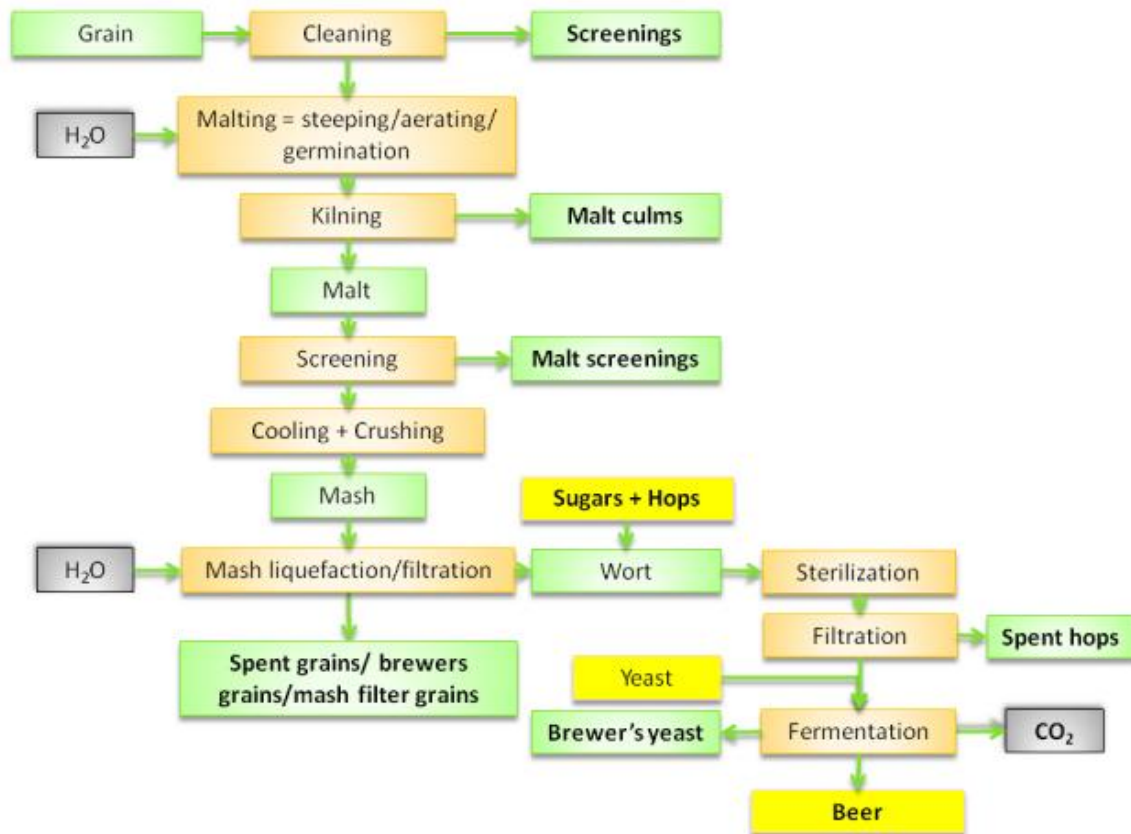 Grain
Cleaning
Screenings
H₂O
Malting = steeping/aerating/
germination
Kilning
Malt culms
Malt
Screening
Malt screenings
Cooling + Crushing
Mash
Sugars + Hops
H₂O
Mash liquefaction/filtration
Wort
Sterilization
Filtration
Spent hops
Spent grains/ brewers
grains/mash filter grains
Yeast
Brewer's yeast
Fermentation
CO₂
Beer